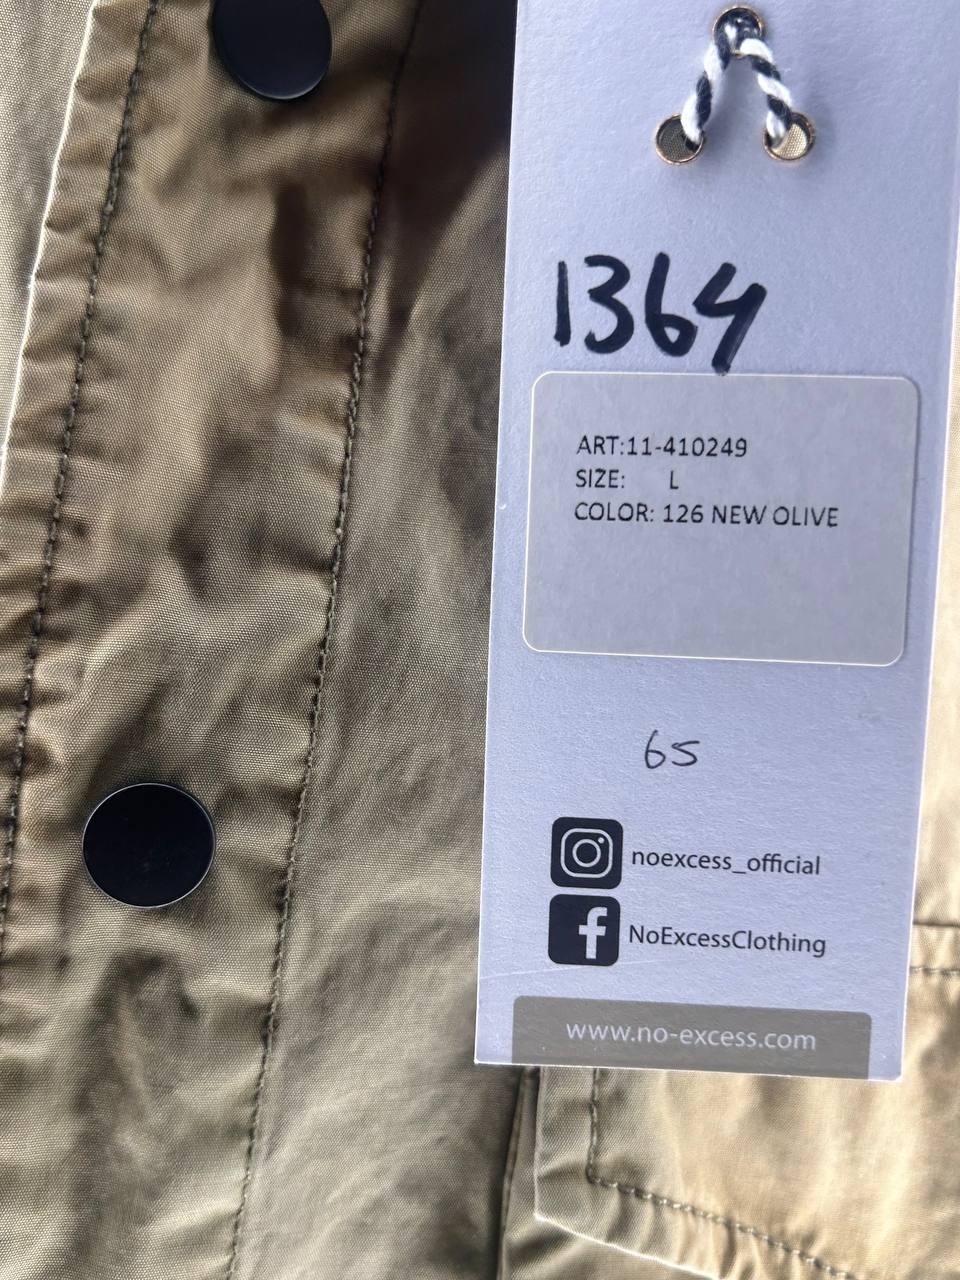 1364
ART:11-410249
SIZE: L
COLOR: 126 NEW OLIVE
65
noexcess_official
NoExcessClothing
www.no-excess.com